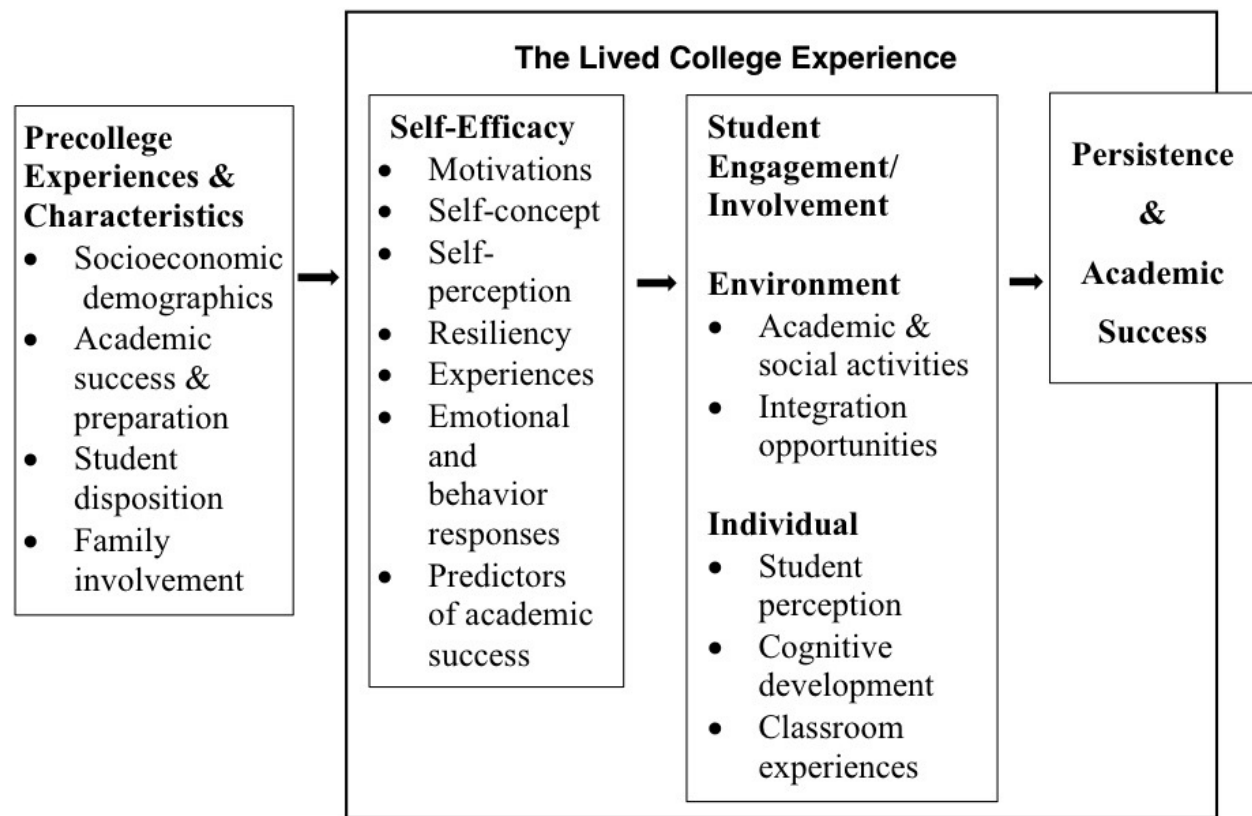 The Lived College Experience
Precollege
Experiences &
Characteristics
• Socioeconomic
demographics
• Academic
success &
preparation
• Student
disposition
• Family
involvement
Self-Efficacy
• Motivations
• Self-concept
• Self-
perception
• Resiliency
• Experiences
• Emotional
and
behavior
responses
• Predictors
of academic
success
Student
Engagement/
Involvement
Environment
• Academic &
social activities
• Integration
opportunities
Individual
• Student
perception
• Cognitive
development
• Classroom
experiences
Persistence
&
Academic
Success